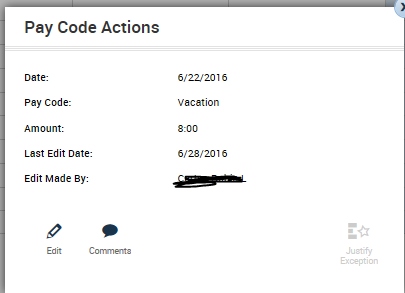 Pay Code Actions
Date: 6/22/2016
Pay Code: Vacation
Amount: 8:00
Last Edit Date: 6/28/2016
Edit Made By:
Edit Comments Justify Exception